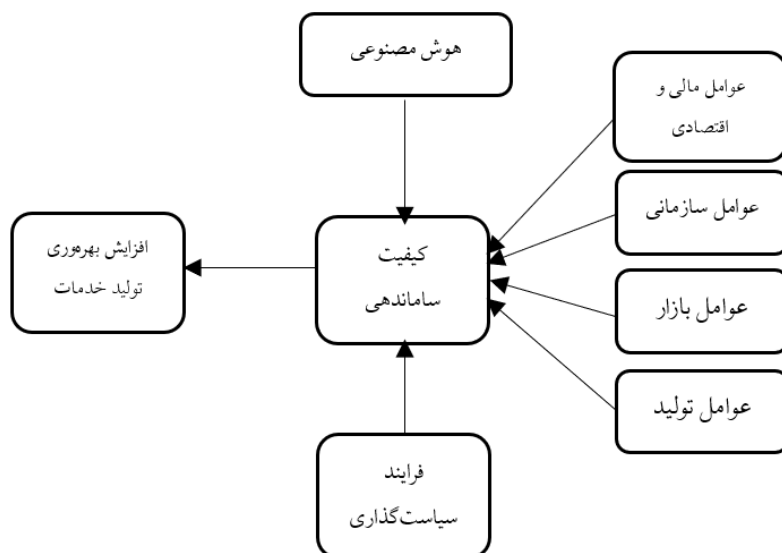 هوش مصنوعی
عوامل مالی و
اقتصادی
عوامل سازمانی
عوامل بازار
عوامل تولید
کیفیت
ساماندهی
افزایش بهره‌وری
تولید خدمات
فرایند
سیاست‌گذاری